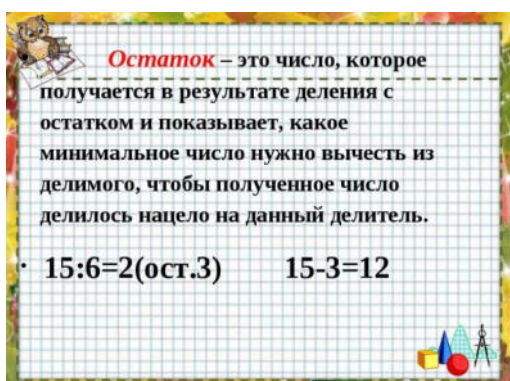 Остаток – это число, которое
получается в результате деления с
остатком и показывает, какое
минимальное число нужно вычесть из
делимого, чтобы полученное число
делилось нацело на данный делитель.
· 15:6=2(ост.3) 15-3=12